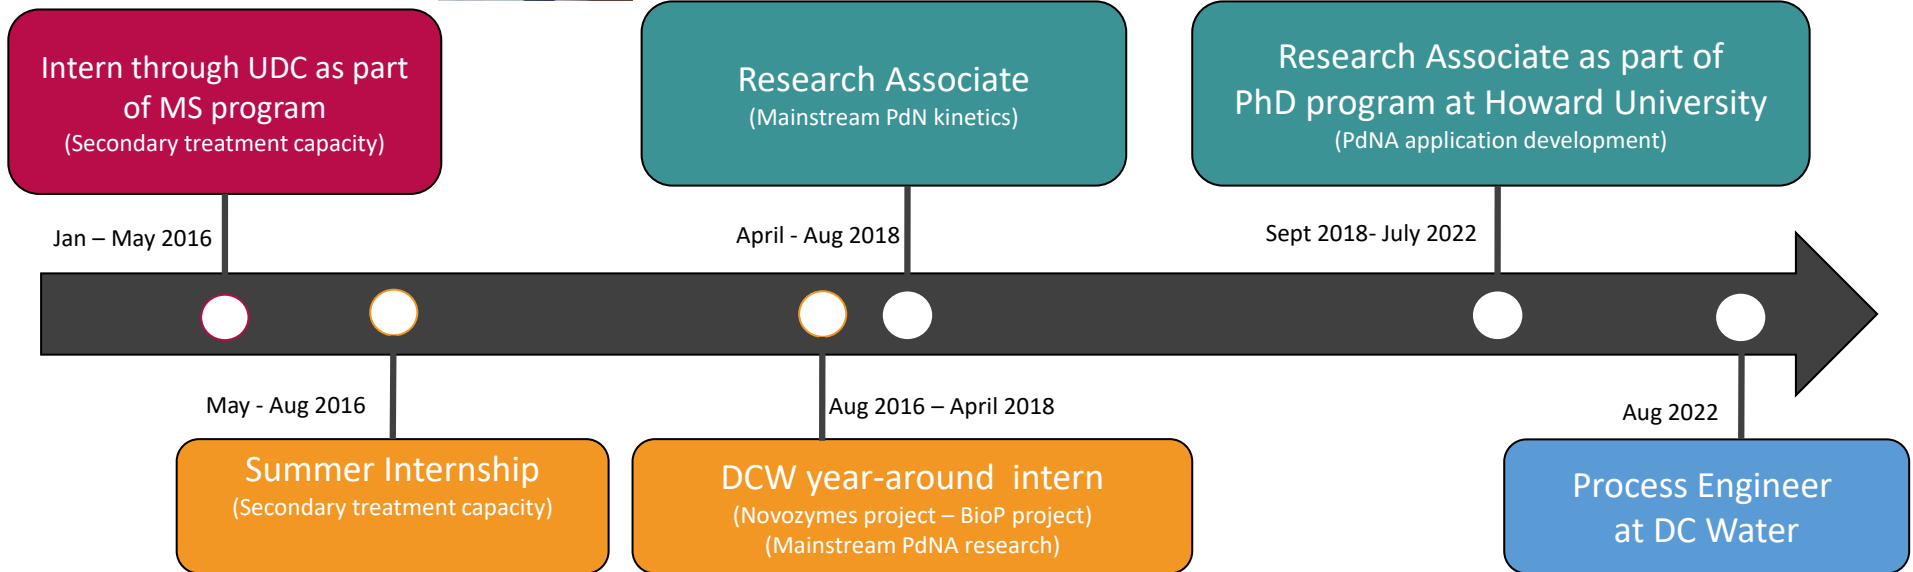 Intern through UDC as part
of MS program
(Secondary treatment capacity)
Research Associate
(Mainstream PdN kinetics)
Research Associate as part of
PhD program at Howard University
(PdNA application development)
Jan – May 2016
April - Aug 2018
Sept 2018- July 2022
May - Aug 2016
Aug 2016 – April 2018
Aug 2022
Summer Internship
(Secondary treatment capacity)
DCW year-around intern
(Novozymes project – BioP project)
(Mainstream PdNA research)
Process Engineer
at DC Water